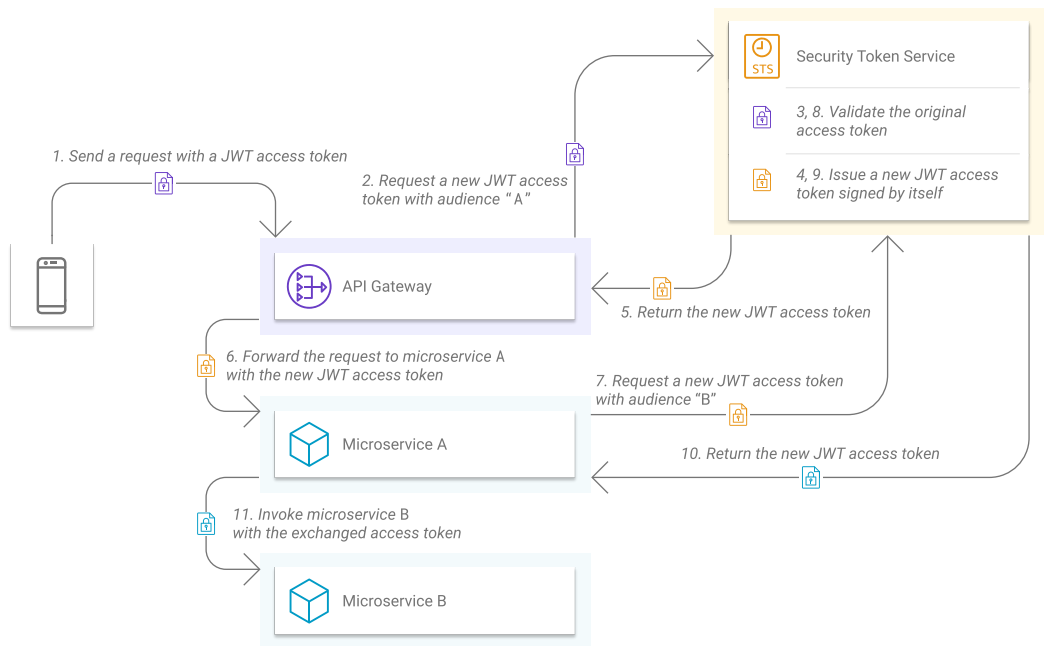 STS
Security Token Service
3, 8. Validate the original
access token
4, 9. Issue a new JWT access
token signed by itself
1. Send a request with a JWT access token
2. Request a new JWT access
token with audience “A”
API Gateway
5. Return the new JWT access token
6. Forward the request to microservice A
with the new JWT access token
7. Request a new JWT access token
with audience “B”
Microservice A
10. Return the new JWT access token
11. Invoke microservice B
with the exchanged access token
Microservice B